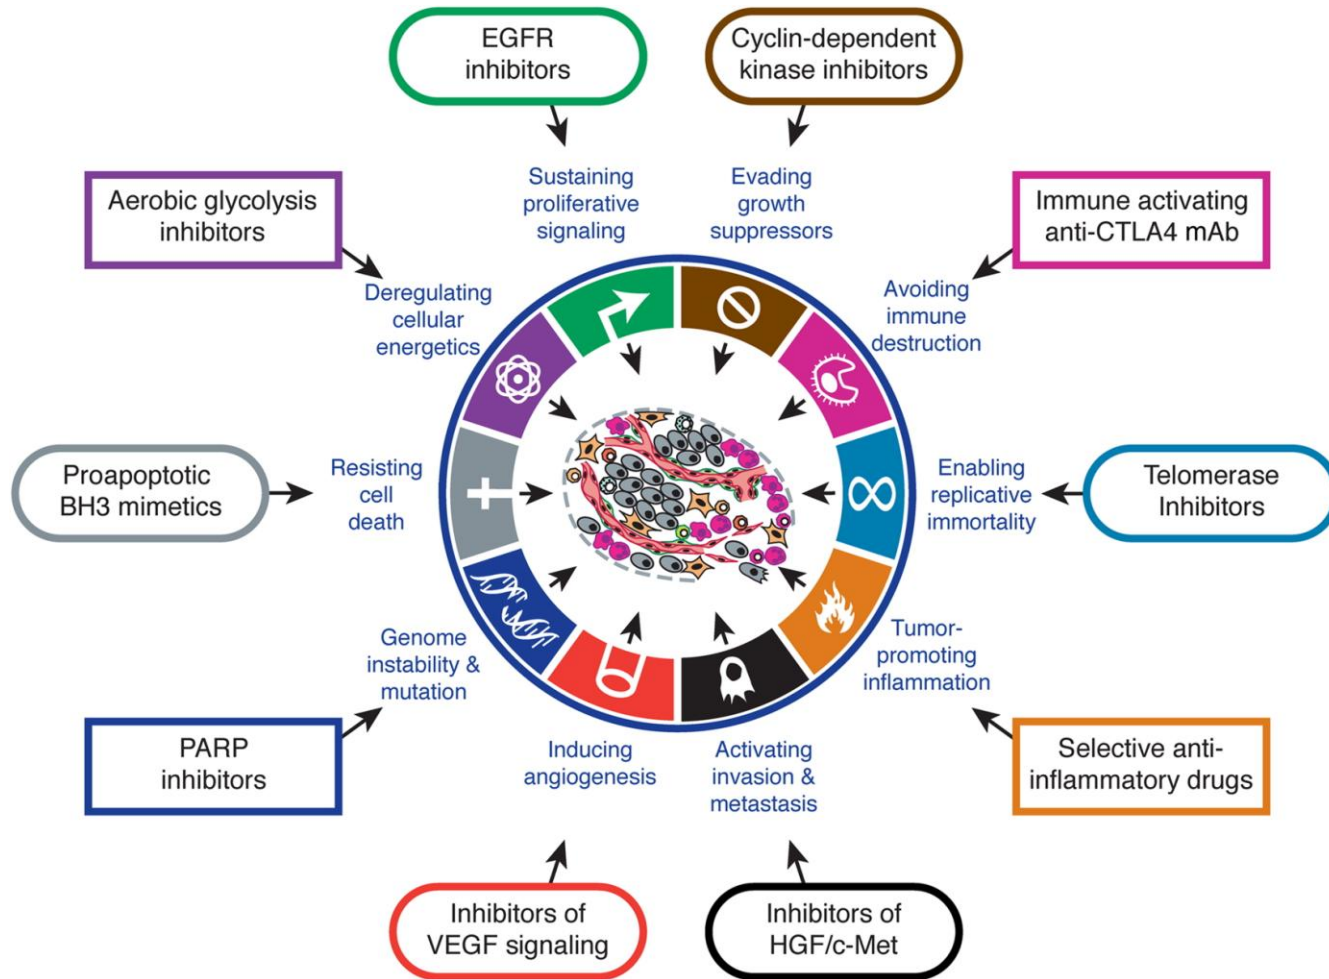 EGFR
inhibitors
Cyclin-dependent
kinase inhibitors
Aerobic glycolysis
inhibitors
Sustaining
proliferative
signaling
Evading
growth
suppressors
Immune activating
anti-CTLA4 mAb
Deregulating
cellular
energetics
Avoiding
immune
destruction
Proapoptotic
BH3 mimetics
Resisting
cell
death
Enabling
replicative
immortality
Telomerase
Inhibitors
Genome
instability &
mutation
Tumor-
promoting
inflammation
PARP
inhibitors
Inducing
angiogenesis
Activating
invasion &
metastasis
Selective anti-
inflammatory drugs
Inhibitors of
VEGF signaling
Inhibitors of
HGF/c-Met